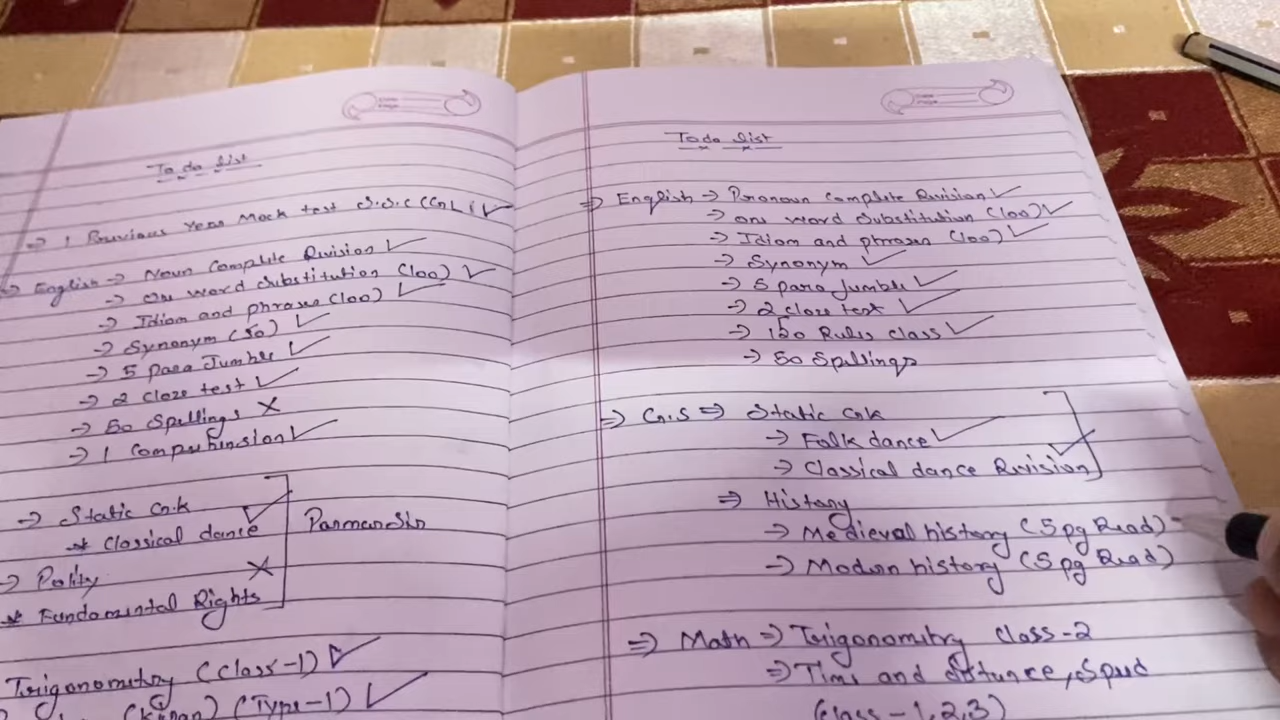 To do list
→ 1 Previous Year Mock test S.S.C (CGL) ✓
→ English → Noun Complete Revision ✓
→ one word substitution (100) ✓
→ Idiom and phrases (100) ✓
→ Synonym (50) ✓
→ 5 para Jumble ✓
→ 2 Cloze test ✓
→ 50 Spellings ✗
→ 1 Comprehension ✓
→ Static G.K
* Classical dance ✓
Parmar Sir
→ Polity ✗
* Fundamental Rights
Trigonometry (Class-1) ✓
(Type-1) ✓
To do list
⇒ English → Pronoun Complete Revision ✓
→ one word substitution (100) ✓
→ Idiom and phrases (100) ✓
→ Synonym ✓
→ 5 para Jumble ✓
→ 2 cloze test ✓
→ 120 Rules class ✓
→ 50 Spellings
⇒ G.S ⇒ Static G.K
→ Folk dance ✓
→ Classical dance Revision ✓
⇒ History
→ Medieval history (5 pg Read)
→ Modern history (5 pg Read)
⇒ Math ⇒ Trigonometry class-2
⇒ Time and distance, Speed
(class-1,2,3)